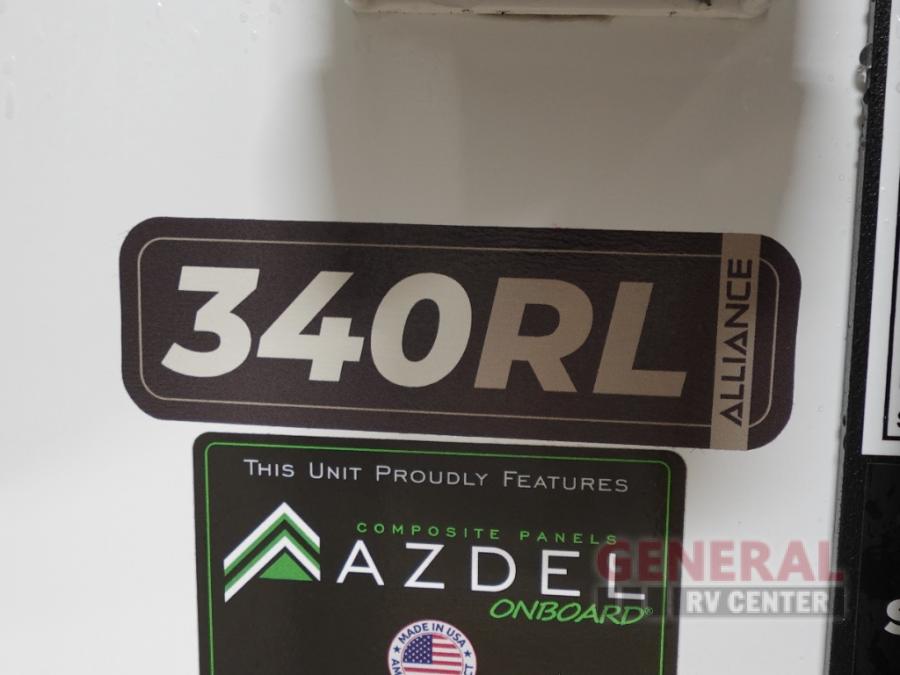 340RL
ALLIANCE
THIS UNIT PROUDLY FEATURES
COMPOSITE PANELS
AZDEL
ONBOARD®
GENERAL
RV CENTER
MADE IN USA